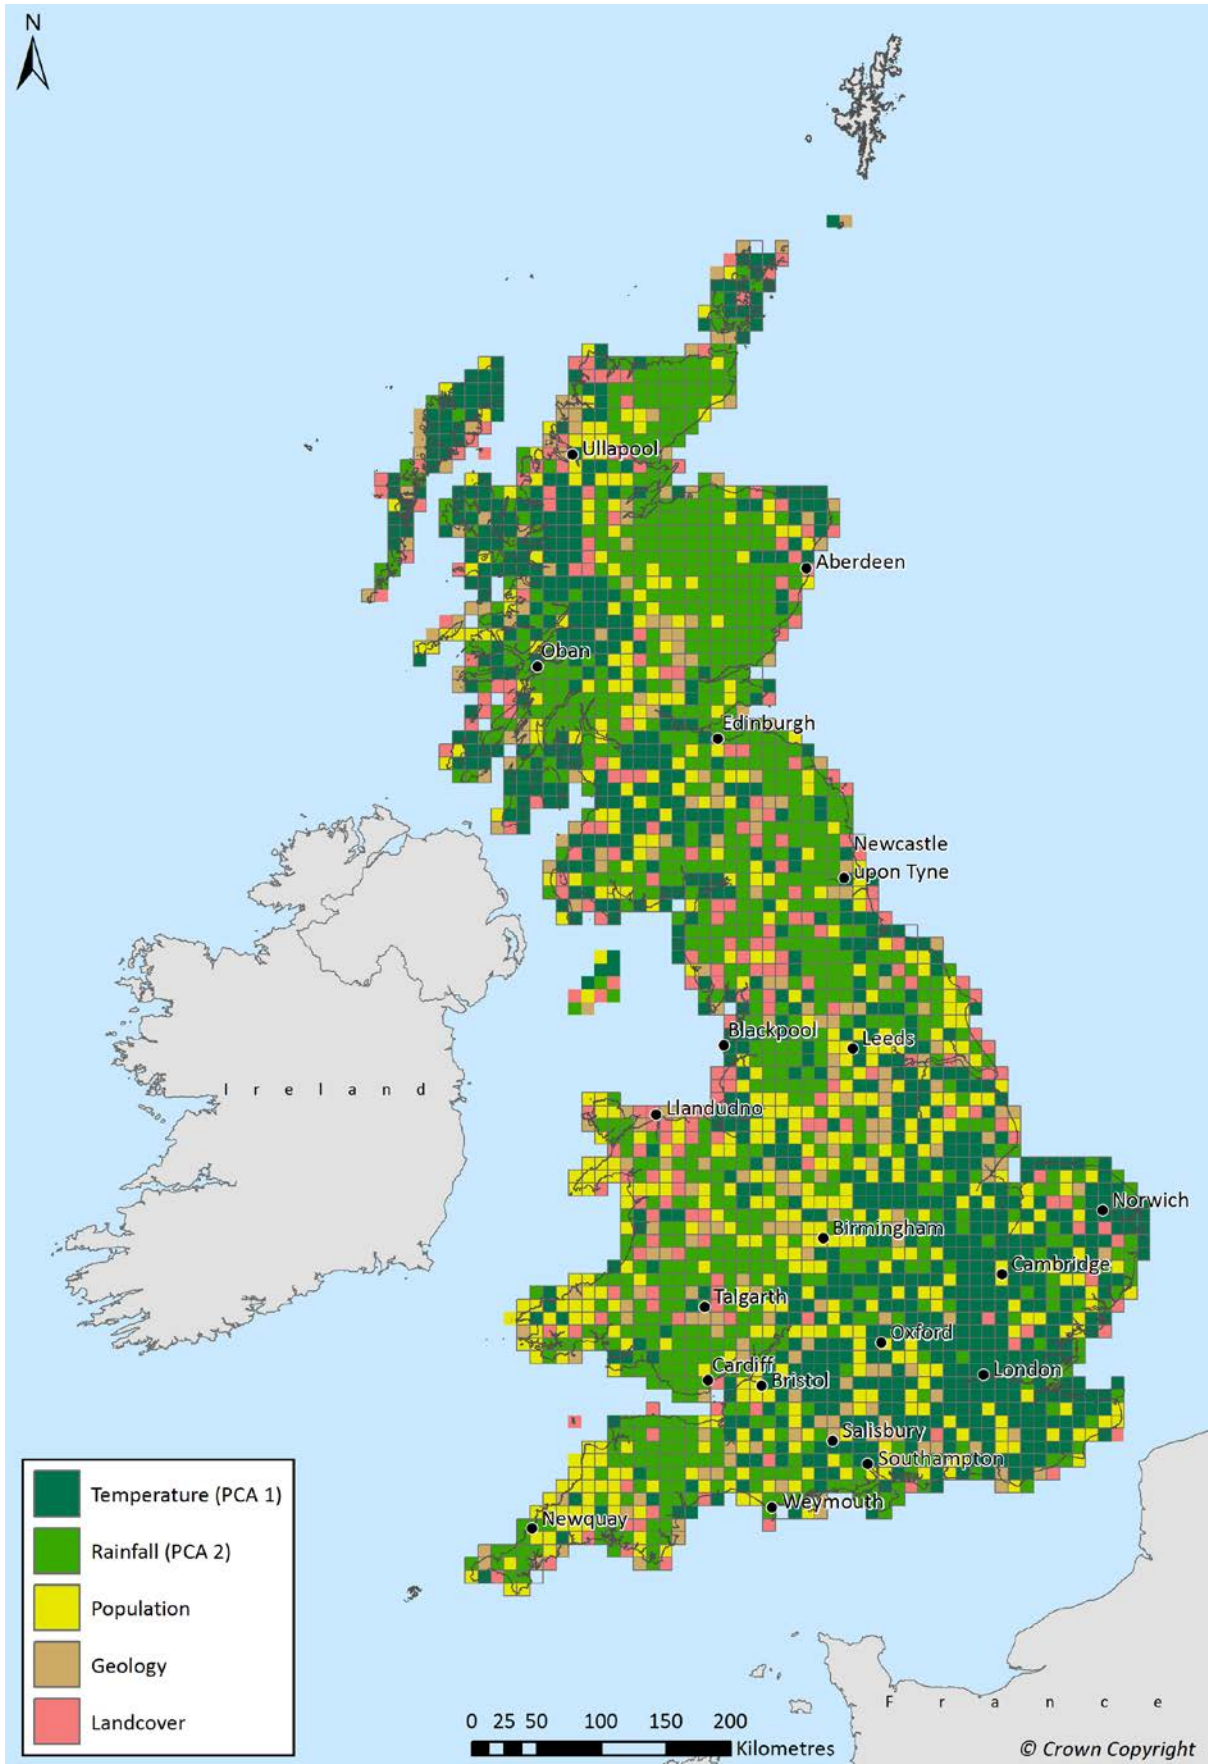 N
Ullapool
Aberdeen
Oban
Edinburgh
Newcastle
upon Tyne
Blackpool
Leeds
Ireland
Llandudno
Norwich
Birmingham
Cambridge
Talgarth
Oxford
Cardiff
London
Bristol
Salisbury
Southampton
Weymouth
Newquay
Temperature (PCA 1)
Rainfall (PCA 2)
Population
Geology
Landcover
France
0 25 50 100 150 200
Kilometres
© Crown Copyright